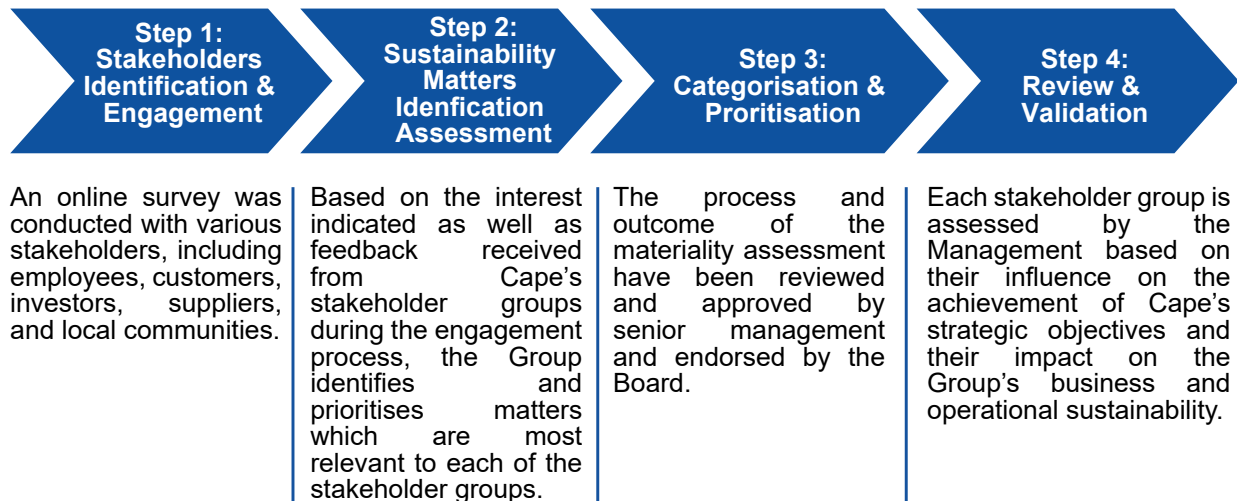 Step 1:
Stakeholders
Identification &
Engagement
Step 2:
Sustainability
Matters
Idenfication
Assessment
Step 3:
Categorisation &
Proritisation
Step 4:
Review &
Validation
An online survey was
conducted with various
stakeholders, including
employees, customers,
investors, suppliers,
and local communities.
Based on the interest
indicated as well as
feedback received
from Cape's
stakeholder groups
during the engagement
process, the Group
identifies and
prioritises matters
which are most
relevant to each of the
stakeholder groups.
The process and
outcome of the
materiality assessment
have been reviewed
and approved by
senior management
and endorsed by the
Board.
Each stakeholder group is
assessed by the
Management based on
their influence on the
achievement of Cape's
strategic objectives and
their impact on the
Group's business and
operational sustainability.